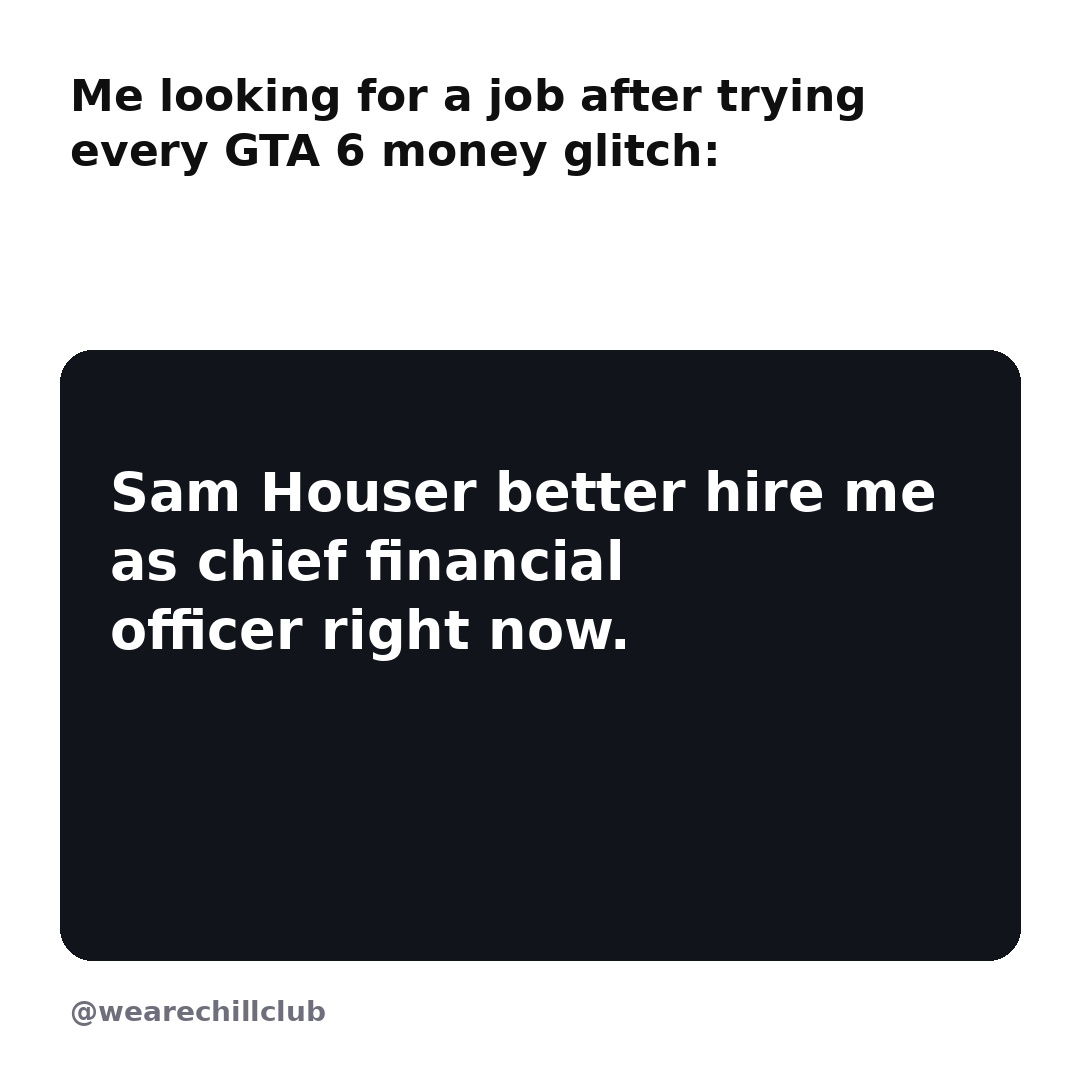 Me looking for a job after trying
every GTA 6 money glitch:
Sam Houser better hire me
as chief financial
officer right now.
@wearechillclub